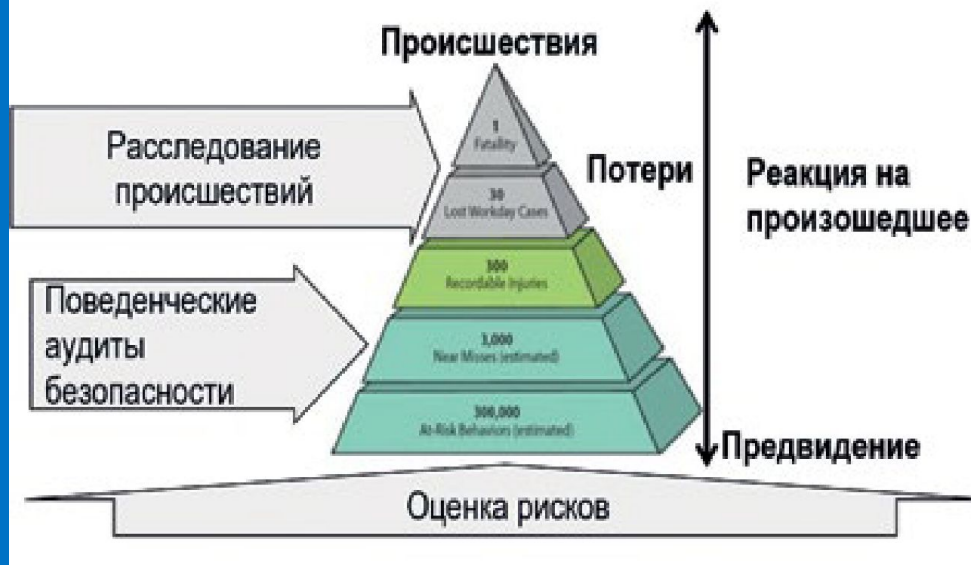 Происшествия
Расследование
происшествий
1
Fatality
30
Lost Workday Cases
Потери
Реакция на
произошедшее
300
Recordable Injuries
Поведенческие
аудиты
безопасности
3,000
Near Misses (estimated)
300,000
At-Risk Behaviors (estimated)
Предвидение
Оценка рисков